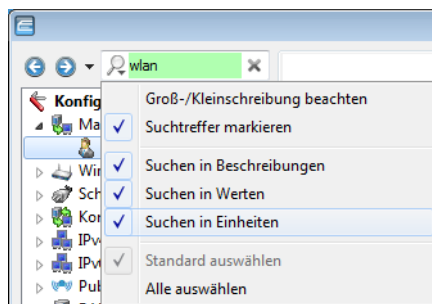 wlan
Konfig
Groß-/Kleinschreibung beachten
Ma
Suchtreffer markieren
Wir
Suchen in Beschreibungen
Sch
Suchen in Werten
Kor
Suchen in Einheiten
IPv
IPv
Standard auswählen
Pub
Alle auswählen